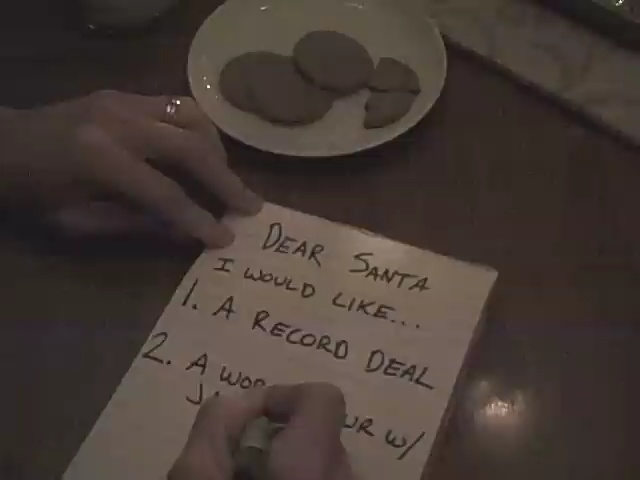 DEAR SANTA
I WOULD LIKE...
1. A RECORD DEAL
2. A W/